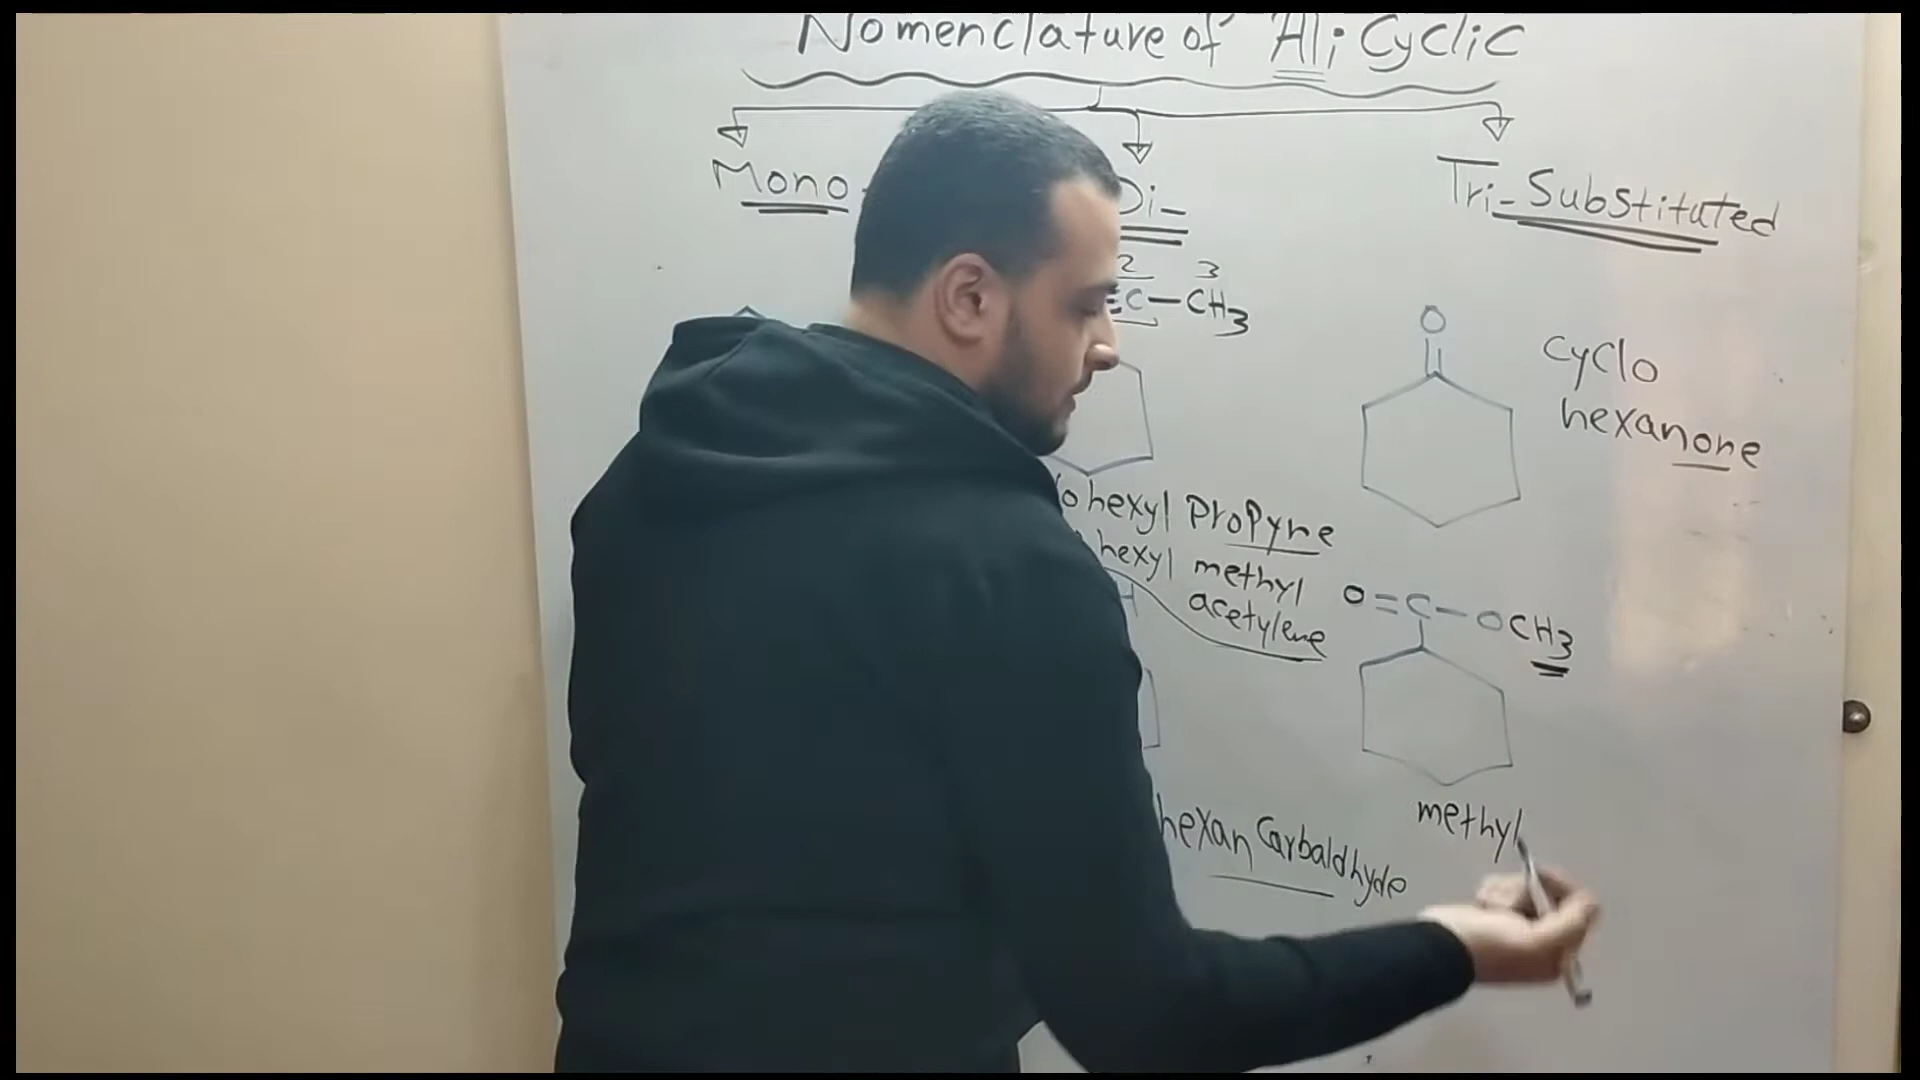 Nomenclature of Ali Cyclic
Mono
Di-
Tri-Substituted
2 3
≡C-CH3
O
cyclo
hexanone
hexyl Propyne
hexyl methyl
acetylene
H
O=C-OCH3
hexan Carbaldhyde
methyl